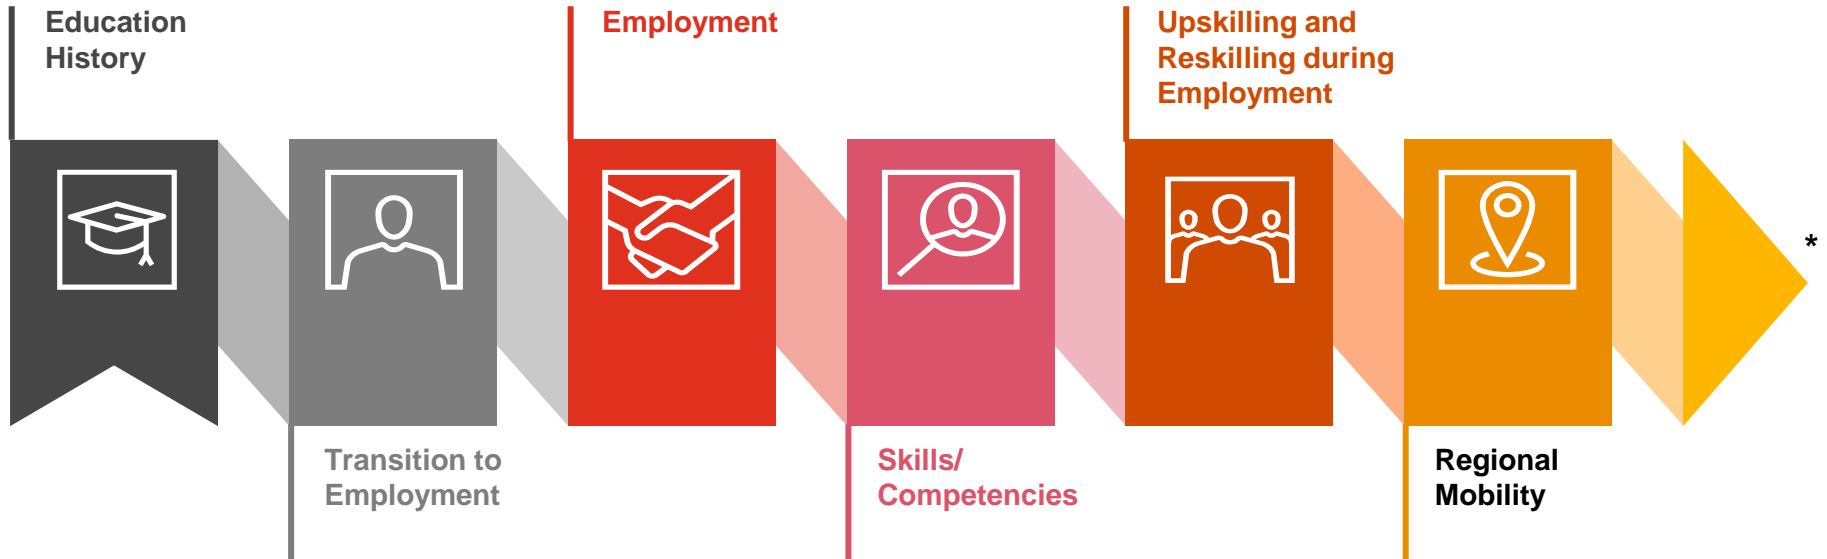 Education
History
Transition to
Employment
Employment
Skills/
Competencies
Upskilling and
Reskilling during
Employment
Regional
Mobility
*